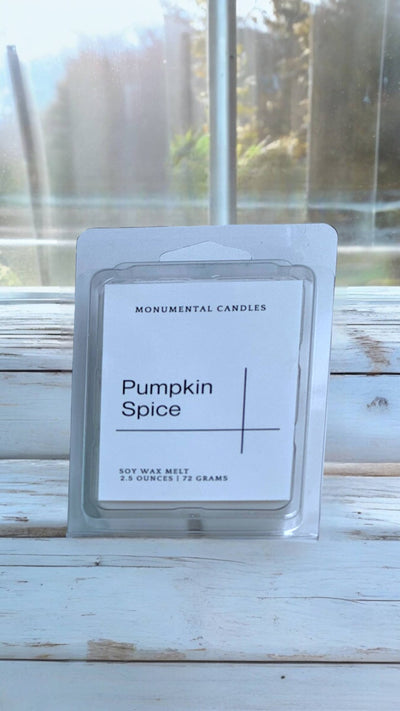 MONUMENTAL CANDLES
Pumpkin
Spice
SOY WAX MELT
2.5 OUNCES | 72 GRAMS